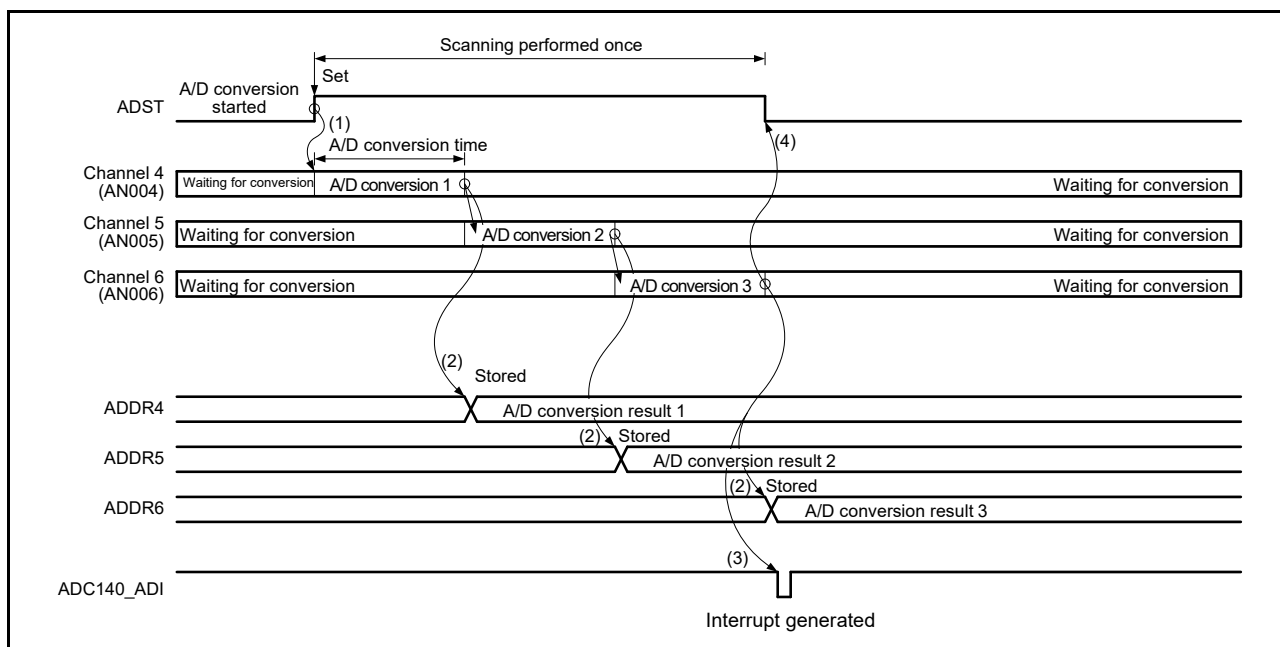 Scanning performed once
Set
A/D conversion
started
ADST
(1)
(4)
A/D conversion time
Channel 4
(AN004)
Waiting for conversion
A/D conversion 1
Waiting for conversion
Channel 5
(AN005)
Waiting for conversion
A/D conversion 2
Waiting for conversion
Channel 6
(AN006)
Waiting for conversion
A/D conversion 3
Waiting for conversion
(2)
Stored
ADDR4
A/D conversion result 1
(2)
Stored
ADDR5
A/D conversion result 2
(2)
Stored
ADDR6
A/D conversion result 3
(3)
ADC140_ADI
Interrupt generated